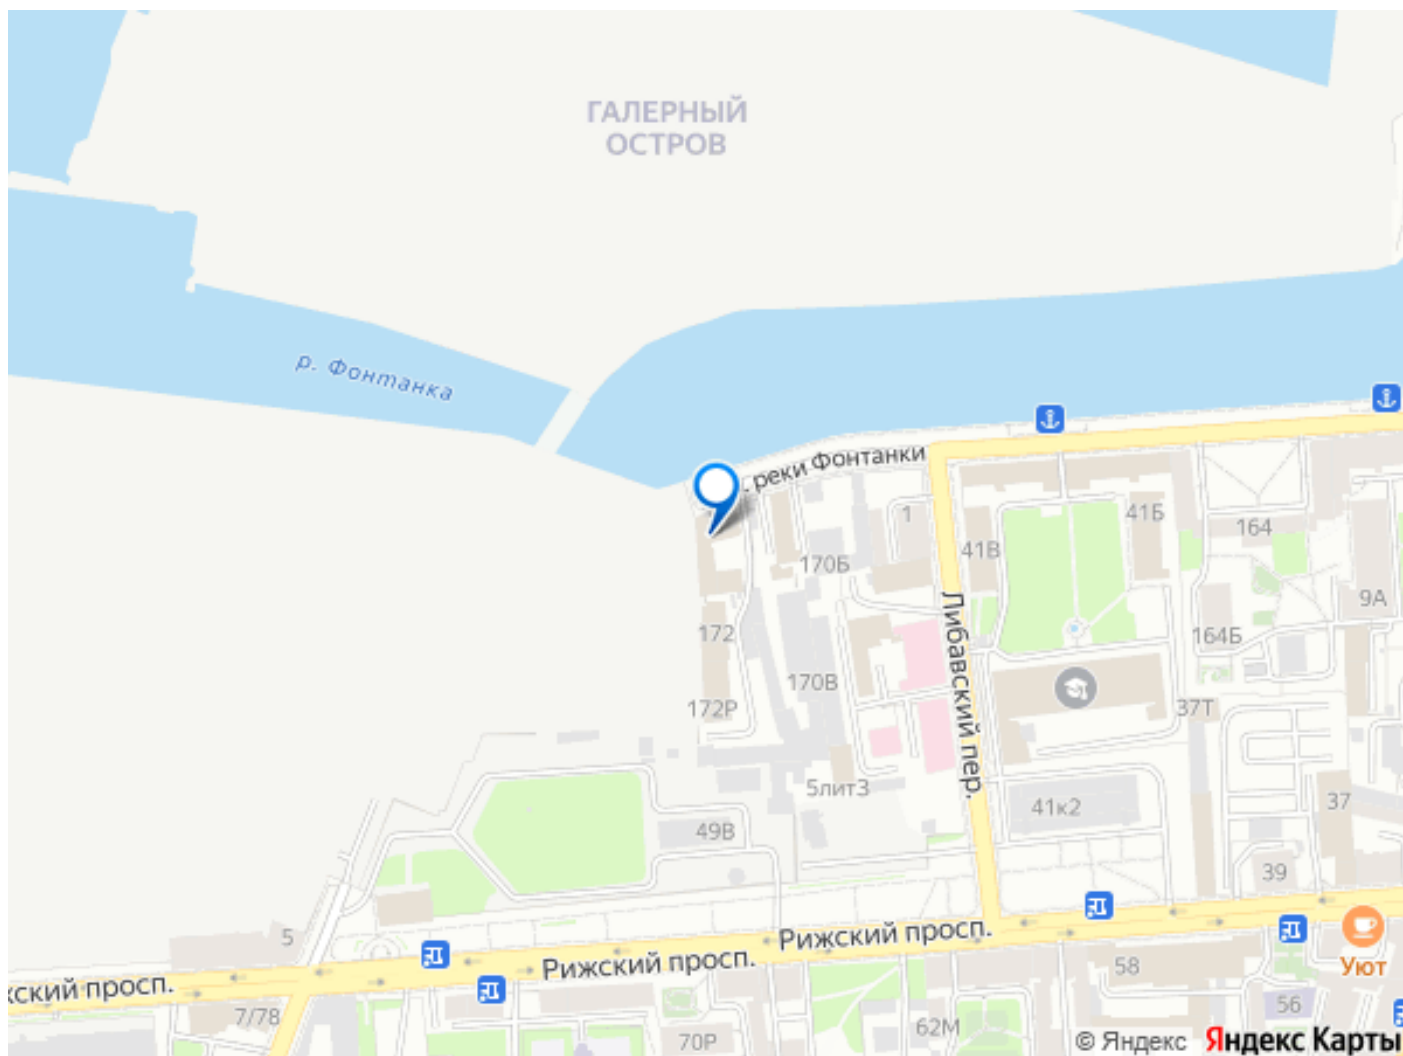 ГАЛЕРНЫЙ
ОСТРОВ
р. Фонтанка
. реки Фонтанки
1
41В
41Б
164
170Б
9А
164Б
172
Либавский пер.
170В
172Р
37Т
5лит3
41к2
37
49В
39
5
Рижский просп.
Рижский просп.
жский просп.
Уют
58
56
7/78
62М
70Р
© Яндекс Яндекс Карты